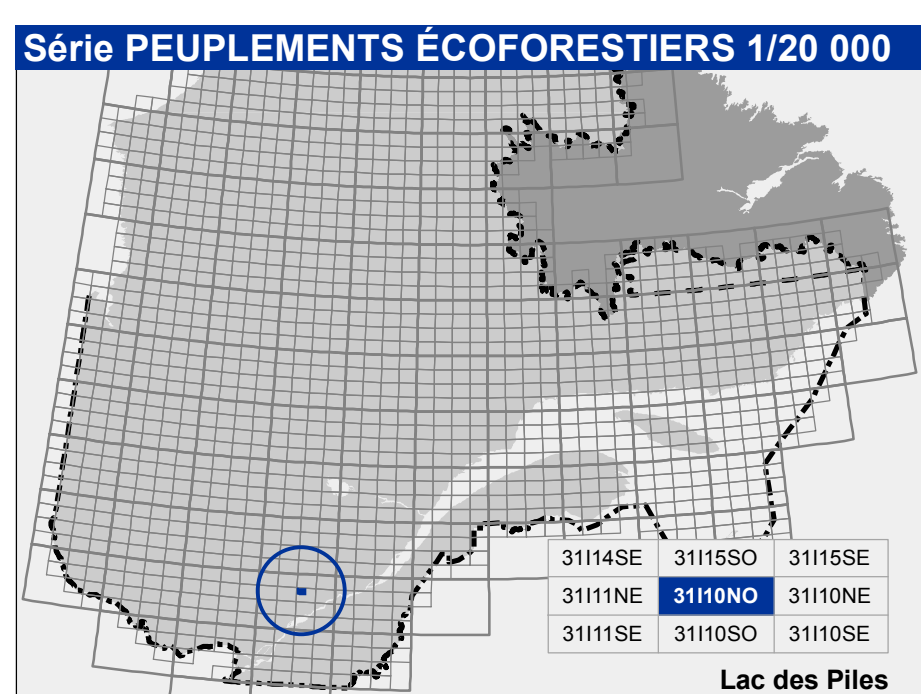 Série PEUPLEMENTS ÉCOFORESTIERS 1/20 000
31I14SE 31I15SO 31I15SE
31I11NE 31I10NO 31I10NE
31I11SE 31I10SO 31I10SE
Lac des Piles